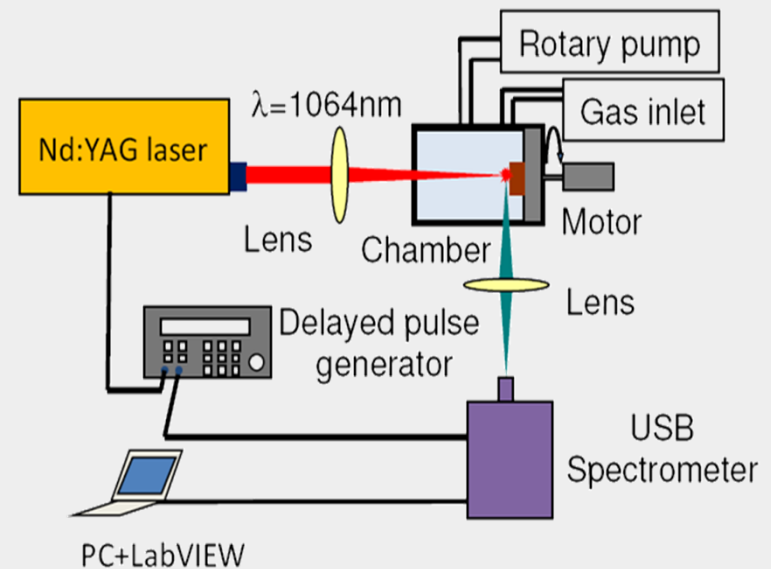 Rotary pump
λ=1064nm
Gas inlet
Nd:YAG laser
Motor
Lens
Chamber
Lens
Delayed pulse
generator
USB
Spectrometer
PC+LabVIEW